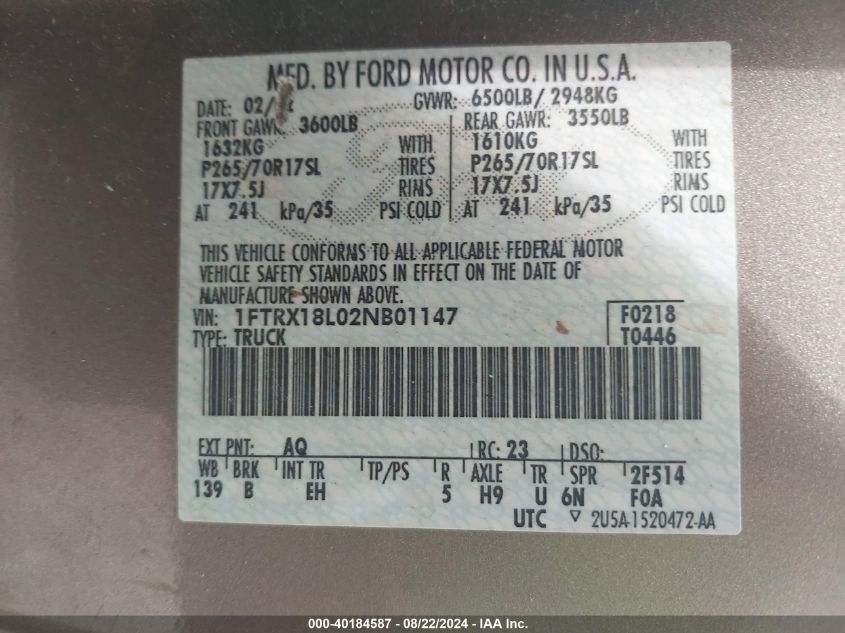 MFD. BY FORD MOTOR CO. IN U.S.A.
DATE: 02/ GVWR: 6500LB/ 2948KG
FRONT GAWR: 3600LB REAR GAWR: 3550LB
1632KG WITH 1610KG WITH
P265/70R17SL TIRES P265/70R17SL TIRES
17X7.5J RIMS 17X7.5J RIMS
AT 241 kPa/35 PSI COLD AT 241 kPa/35 PSI COLD
THIS VEHICLE CONFORMS TO ALL APPLICABLE FEDERAL MOTOR
VEHICLE SAFETY STANDARDS IN EFFECT ON THE DATE OF
MANUFACTURE SHOWN ABOVE.
VIN: 1FTRX18L02NB01147 F0218
TYPE: TRUCK T0446
EXT PNT: AQ RC: 23 DSO:
WB BRK INT TR TP/PS R AXLE TR SPR 2F514
139 B EH 5 H9 U 6N F0A
UTC ▽ 2U5A-1520472-AA
000-40184587 - 08/22/2024 - IAA Inc.